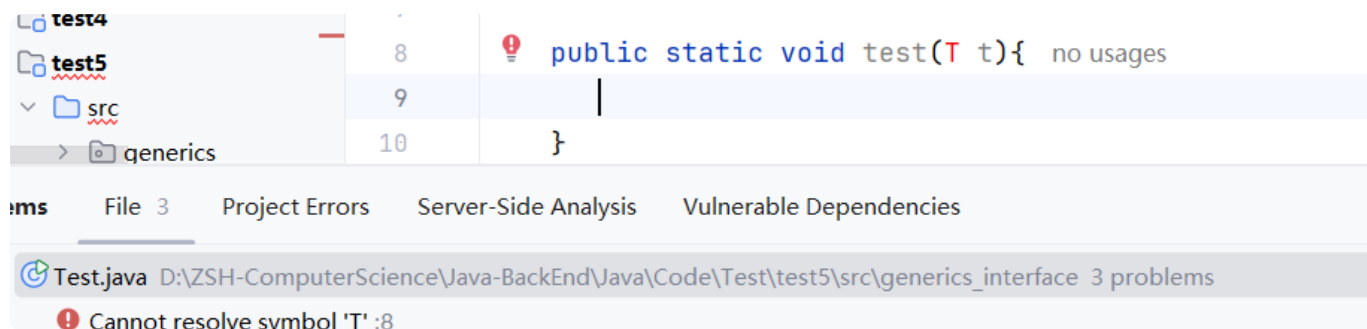 test4
8 public static void test(T t){ no usages
test5
9
src
10 }
generics
ems File 3 Project Errors Server-Side Analysis Vulnerable Dependencies
Test.java D:\ZSH-ComputerScience\Java-BackEnd\Java\Code\Test\test5\src\generics_interface 3 problems
Cannot resolve symbol 'T' :8